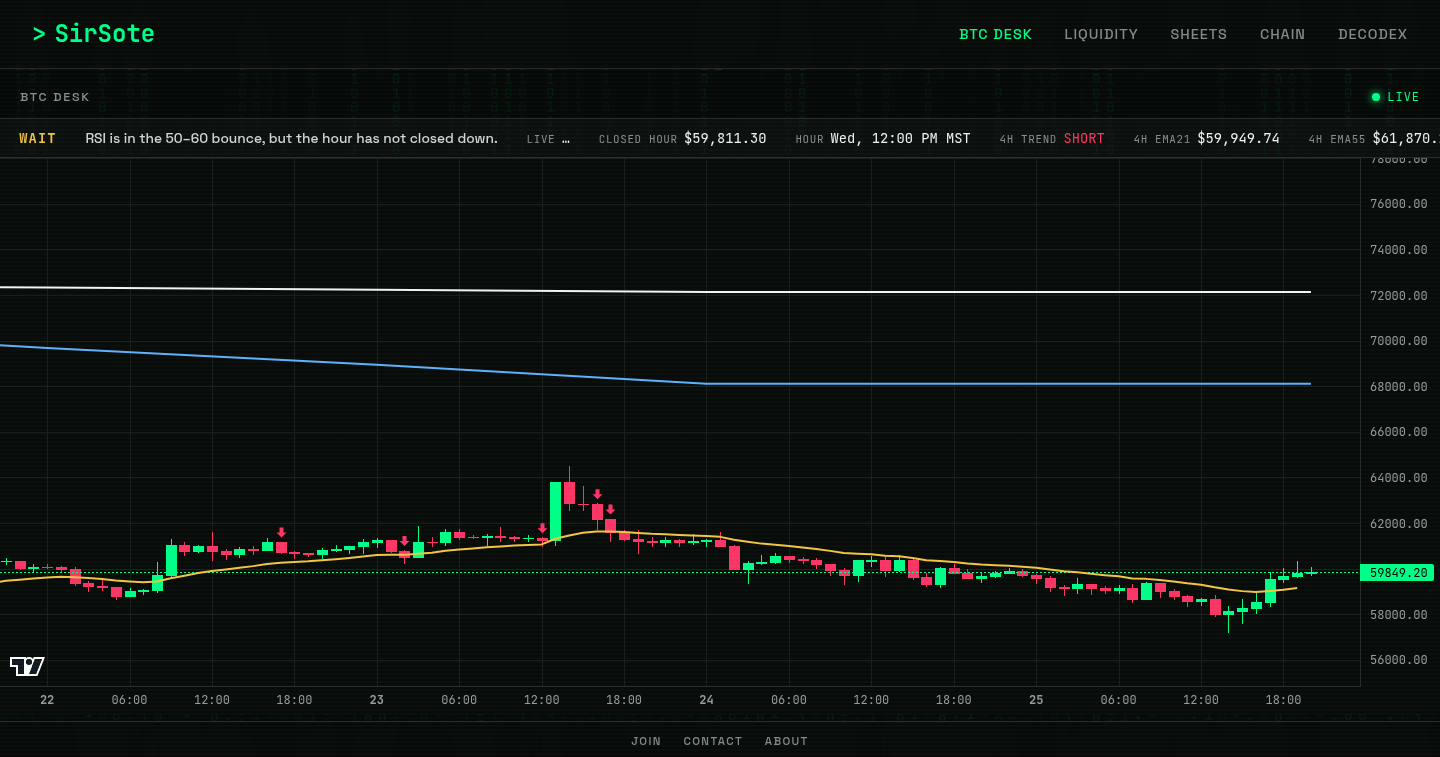 > SirSote
BTC DESK LIQUIDITY SHEETS CHAIN DECODEX
BTC DESK
LIVE
WAIT RSI is in the 50–60 bounce, but the hour has not closed down. LIVE … CLOSED HOUR $59,811.30 HOUR Wed, 12:00 PM MST 4H TREND SHORT 4H EMA21 $59,949.74 4H EMA55 $61,870.
78000.00
76000.00
74000.00
72000.00
70000.00
68000.00
66000.00
64000.00
62000.00
59849.20
58000.00
56000.00
22 06:00 12:00 18:00 23 06:00 12:00 18:00 24 06:00 12:00 18:00 25 06:00 12:00 18:00
JOIN CONTACT ABOUT